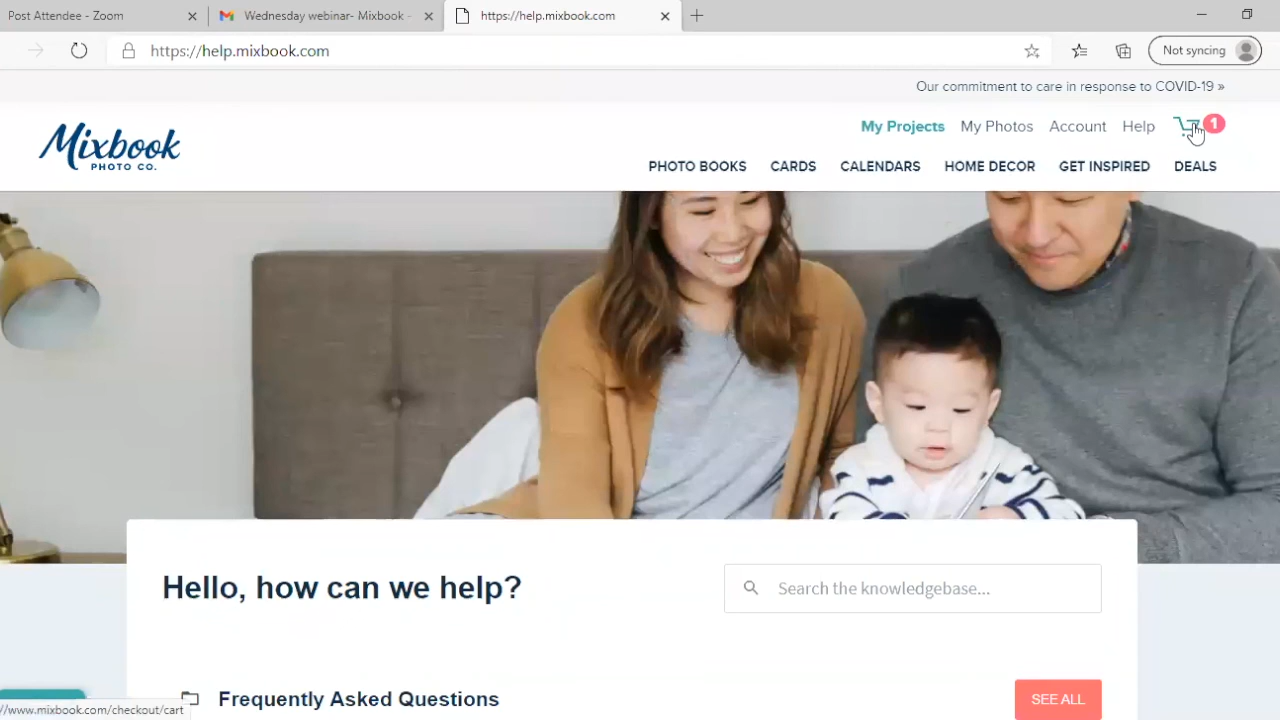 Post Attendee - Zoom
Wednesday webinar- Mixbook -
https://help.mixbook.com
https://help.mixbook.com
Not syncing
Our commitment to care in response to COVID-19 »
Mixbook
PHOTO CO.
My Projects
My Photos
Account
Help
1
PHOTO BOOKS
CARDS
CALENDARS
HOME DECOR
GET INSPIRED
DEALS
Hello, how can we help?
Search the knowledgebase...
Frequently Asked Questions
SEE ALL
//www.mixbook.com/checkout/cart